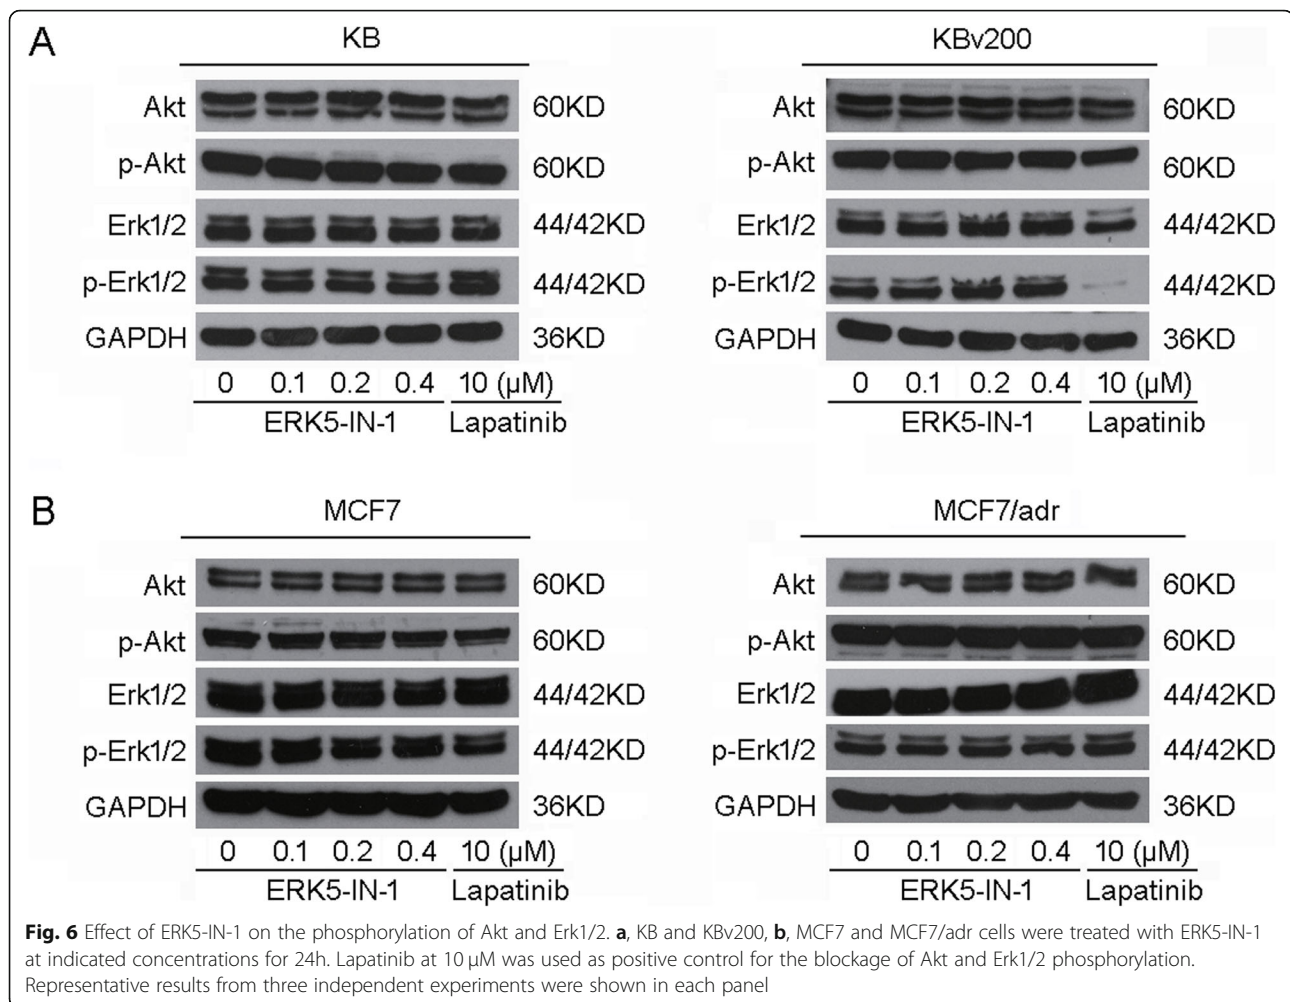 A
KB
Akt 60KD
p-Akt 60KD
Erk1/2 44/42KD
p-Erk1/2 44/42KD
GAPDH 36KD
0 0.1 0.2 0.4 10 (μM)
ERK5-IN-1 Lapatinib
KBv200
Akt 60KD
p-Akt 60KD
Erk1/2 44/42KD
p-Erk1/2 44/42KD
GAPDH 36KD
0 0.1 0.2 0.4 10 (μM)
ERK5-IN-1 Lapatinib
B
MCF7
Akt 60KD
p-Akt 60KD
Erk1/2 44/42KD
p-Erk1/2 44/42KD
GAPDH 36KD
0 0.1 0.2 0.4 10 (μM)
ERK5-IN-1 Lapatinib
MCF7/adr
Akt 60KD
p-Akt 60KD
Erk1/2 44/42KD
p-Erk1/2 44/42KD
GAPDH 36KD
0 0.1 0.2 0.4 10 (μM)
ERK5-IN-1 Lapatinib
Fig. 6 Effect of ERK5-IN-1 on the phosphorylation of Akt and Erk1/2. a, KB and KBv200, b, MCF7 and MCF7/adr cells were treated with ERK5-IN-1
at indicated concentrations for 24h. Lapatinib at 10 μM was used as positive control for the blockage of Akt and Erk1/2 phosphorylation.
Representative results from three independent experiments were shown in each panel